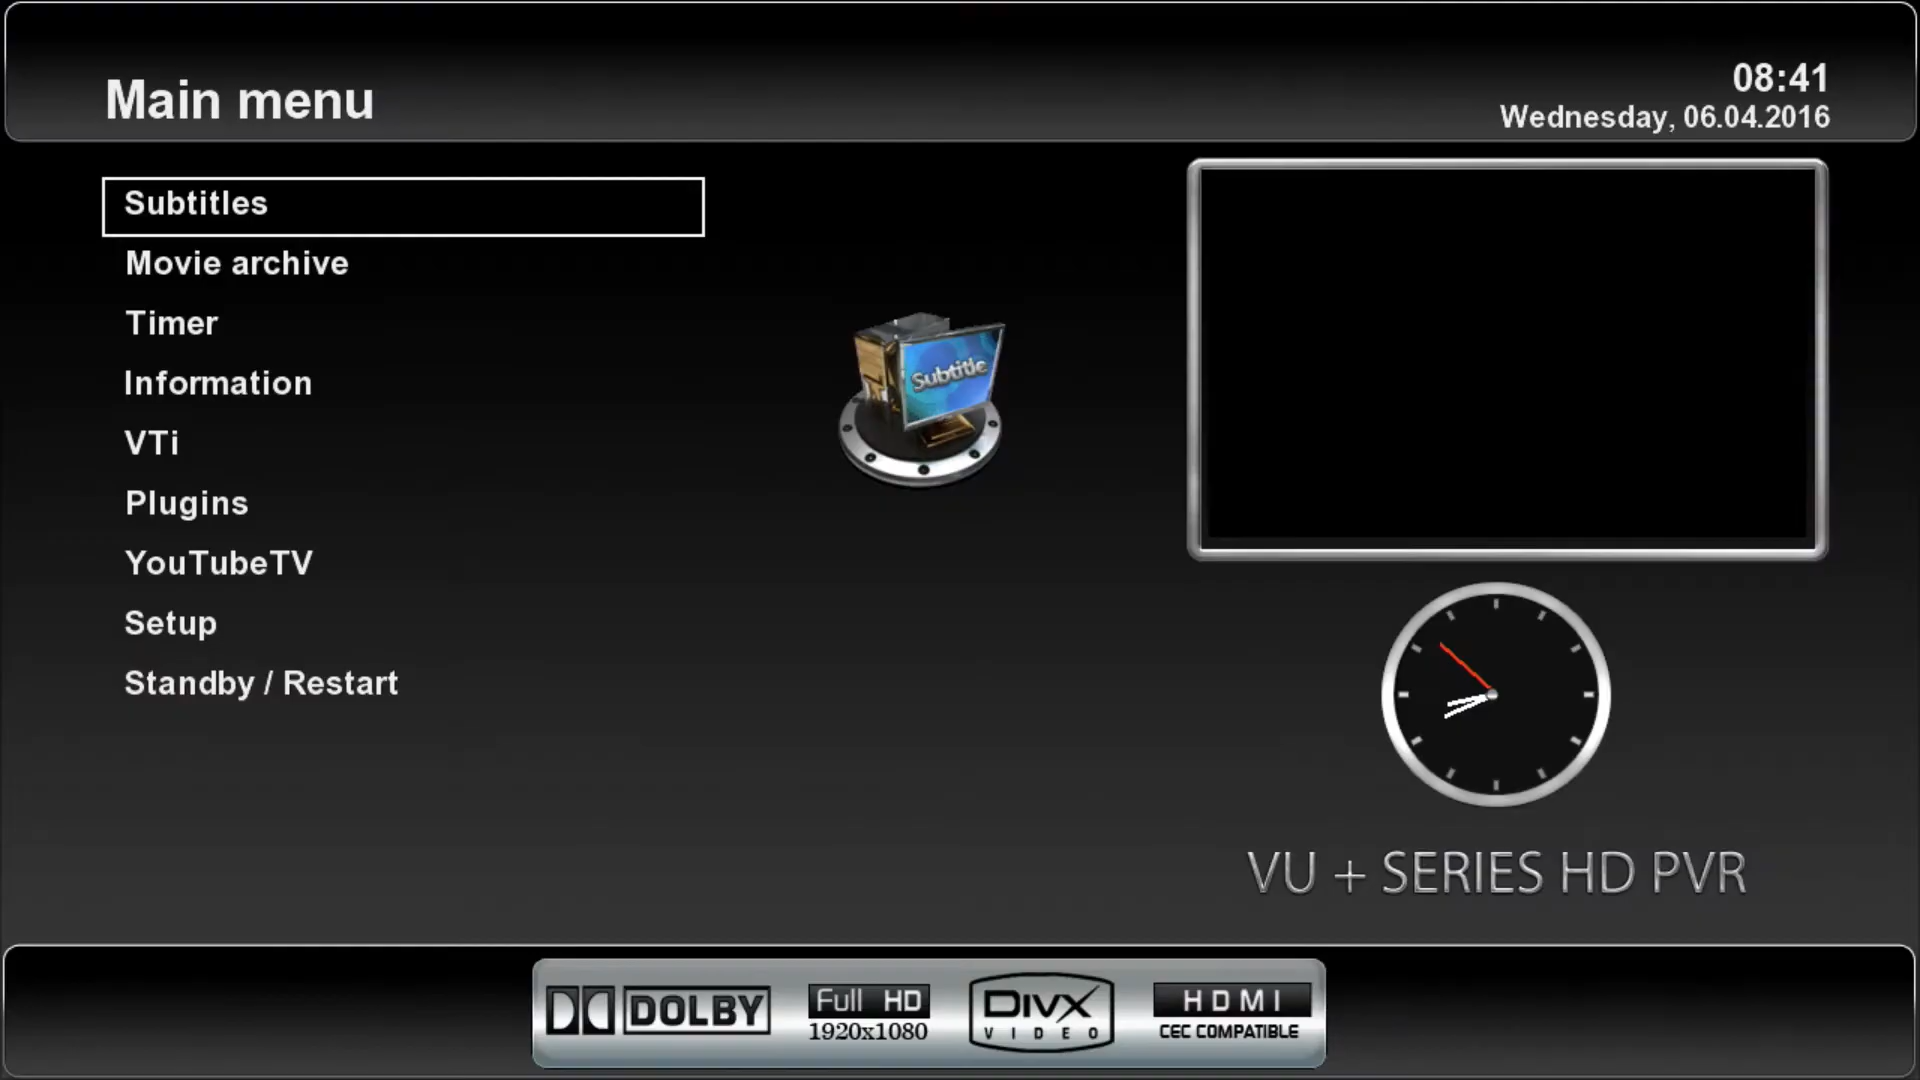 Main menu
08:41
Wednesday, 06.04.2016
Subtitles
Movie archive
Timer
Information
VTi
Plugins
YouTubeTV
Setup
Standby / Restart
Subtitle
VU + SERIES HD PVR
DOLBY
Full HD
1920x1080
DIVX
VIDEO
HDMI
CEC COMPATIBLE